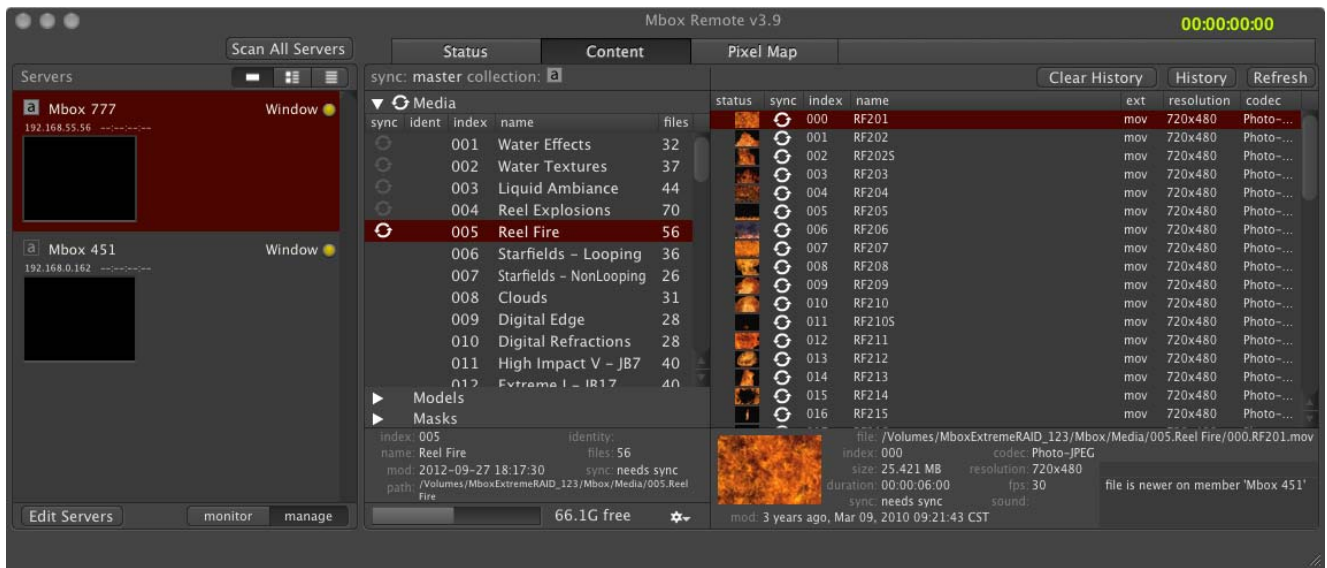 Mbox Remote v3.9
00:00:00:00
Scan All Servers
Status Content Pixel Map
Servers
sync: master collection: a
Clear History History Refresh
a Mbox 777 Window
192.168.55.56 --:--:--:--
a Mbox 451 Window
192.168.0.162 --:--:--:--
Edit Servers monitor manage
Media
sync ident index name files
001 Water Effects 32
002 Water Textures 37
003 Liquid Ambiance 44
004 Reel Explosions 70
005 Reel Fire 56
006 Starfields - Looping 36
007 Starfields - NonLooping 26
008 Clouds 31
009 Digital Edge 28
010 Digital Refractions 28
011 High Impact V - JB7 40
012 Extreme I - JB17 40
Models
Masks
index: 005 identity:
name: Reel Fire files: 56
mod: 2012-09-27 18:17:30 sync: needs sync
path: /Volumes/MboxExtremeRAID_123/Mbox/Media/005.Reel
Fire
66.1G free
status sync index name ext resolution codec
000 RF201 mov 720x480 Photo-...
001 RF202 mov 720x480 Photo-...
002 RF202S mov 720x480 Photo-...
003 RF203 mov 720x480 Photo-...
004 RF204 mov 720x480 Photo-...
005 RF205 mov 720x480 Photo-...
006 RF206 mov 720x480 Photo-...
007 RF207 mov 720x480 Photo-...
008 RF208 mov 720x480 Photo-...
009 RF209 mov 720x480 Photo-...
010 RF210 mov 720x480 Photo-...
011 RF210S mov 720x480 Photo-...
012 RF211 mov 720x480 Photo-...
013 RF212 mov 720x480 Photo-...
014 RF213 mov 720x480 Photo-...
015 RF214 mov 720x480 Photo-...
016 RF215 mov 720x480 Photo-...
file: /Volumes/MboxExtremeRAID_123/Mbox/Media/005.Reel Fire/000.RF201.mov
index: 000 codec: Photo-JPEG
size: 25.421 MB resolution: 720x480
duration: 00:00:06:00 fps: 30
sync: needs sync sound:
mod: 3 years ago, Mar 09, 2010 09:21:43 CST
file is newer on member 'Mbox 451'